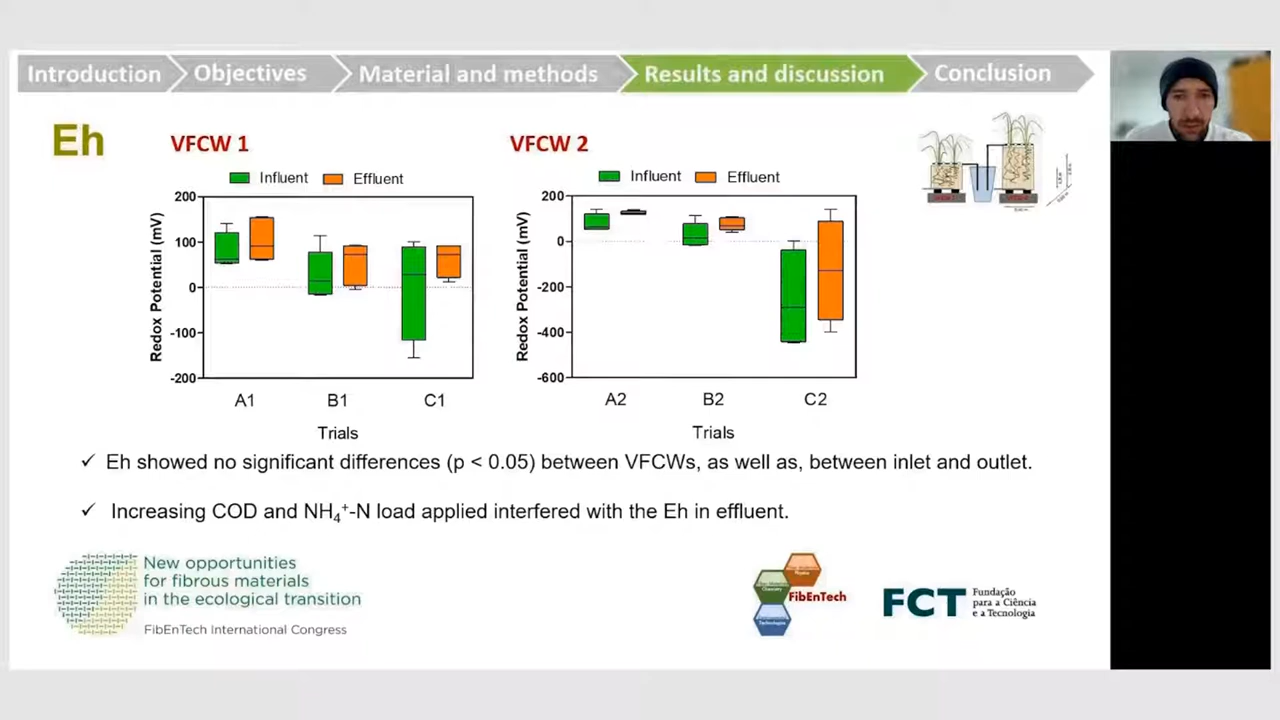 Introduction
Objectives
Material and methods
Results and discussion
Conclusion
Eh
VFCW 1
Influent
Effluent
Redox Potential (mV)
200
100
0
-100
-200
A1
B1
C1
Trials
VFCW 2
Influent
Effluent
Redox Potential (mV)
200
0
-200
-400
-600
A2
B2
C2
Trials
✓ Eh showed no significant differences (p < 0.05) between VFCWs, as well as, between inlet and outlet.
✓ Increasing COD and NH₄⁺-N load applied interfered with the Eh in effluent.
New opportunities
for fibrous materials
in the ecological transition
FibEnTech International Congress
Physics
Chemistry
Technologies
FibEnTech
FCT
Fundação
para a Ciência
e a Tecnologia